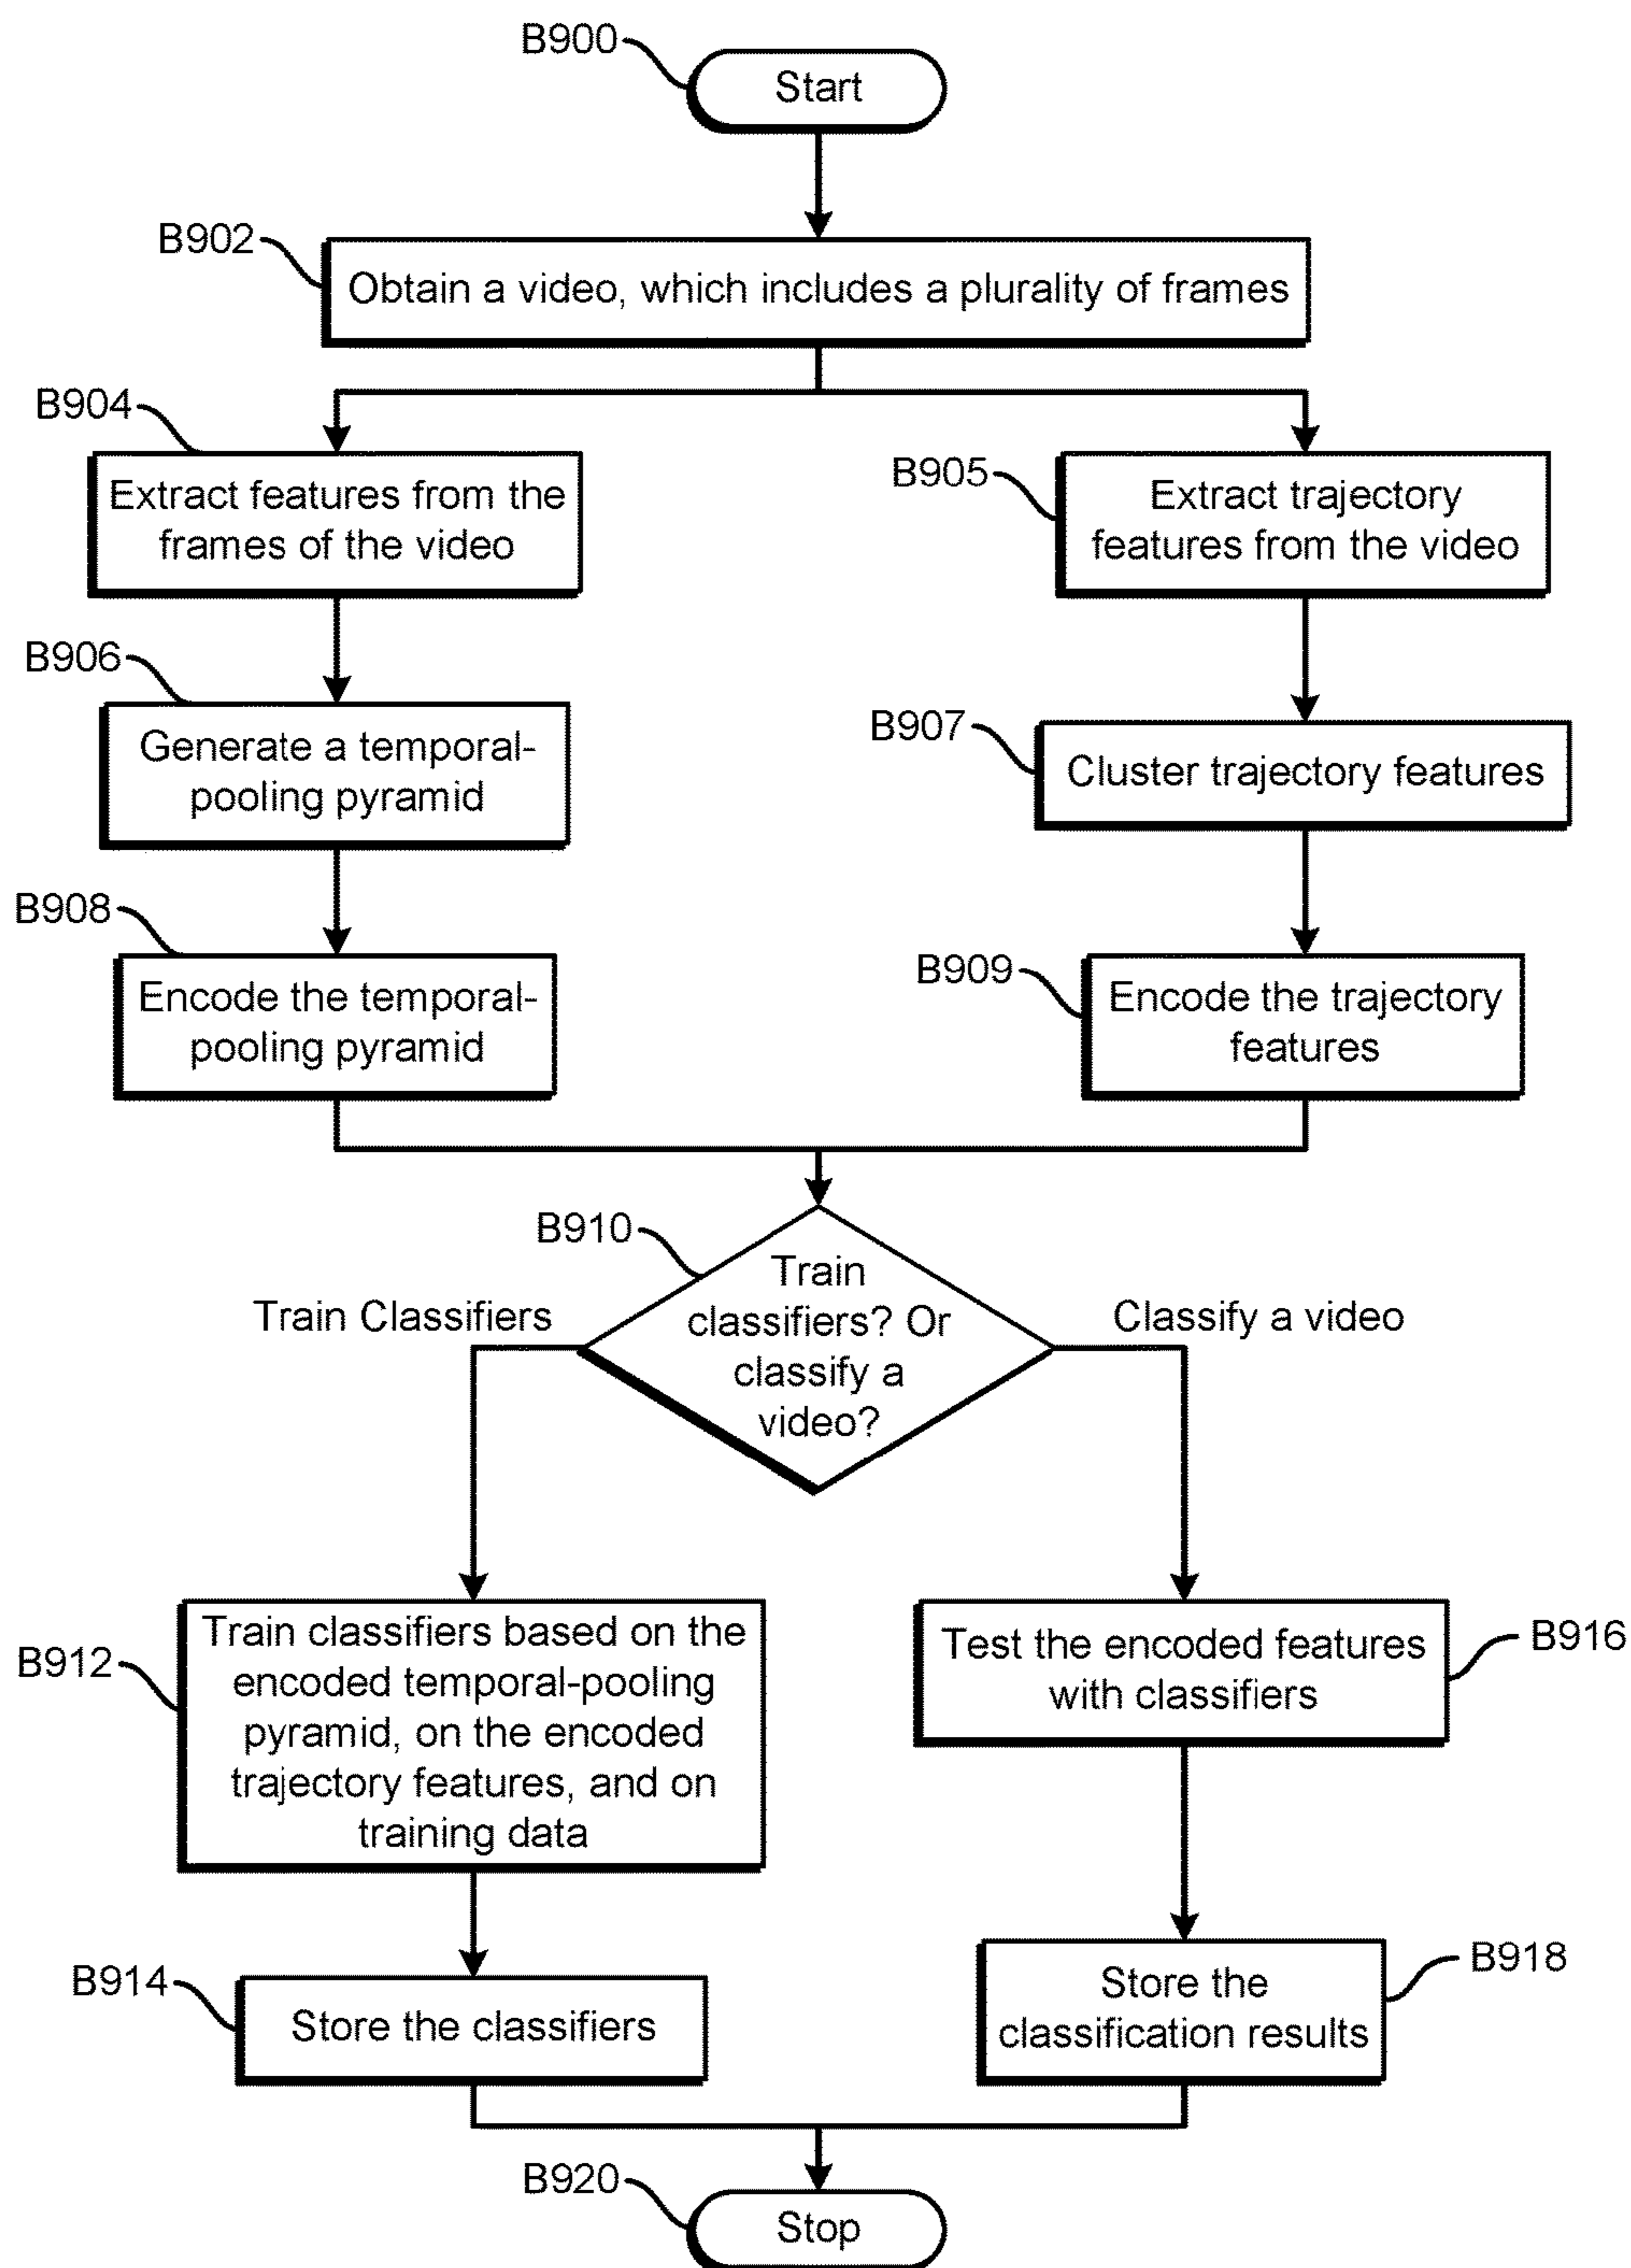 B900
Start
B902
Obtain a video, which includes a plurality of frames
B904
Extract features from the
frames of the video
B905
Extract trajectory
features from the video
B906
Generate a temporal-
pooling pyramid
B907
Cluster trajectory features
B908
Encode the temporal-
pooling pyramid
B909
Encode the trajectory
features
B910
Train
classifiers? Or
classify a
video?
Train Classifiers
Classify a video
B912
Train classifiers based on the
encoded temporal-pooling
pyramid, on the encoded
trajectory features, and on
training data
Test the encoded features
with classifiers
B916
B914
Store the classifiers
Store the
classification results
B918
B920
Stop